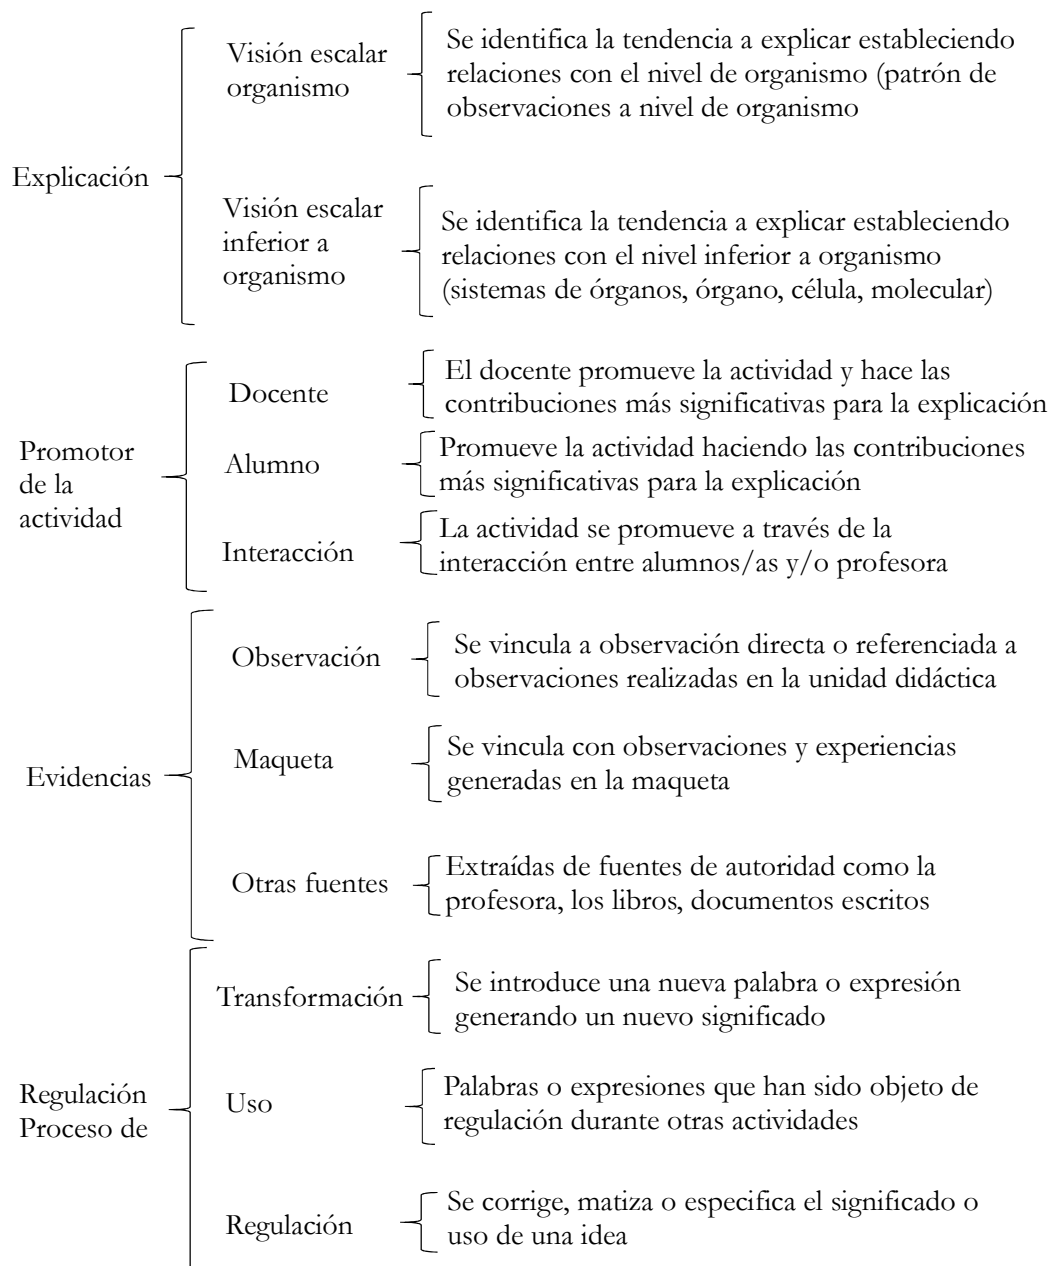 Explicación
Visión escalar
organismo
Se identifica la tendencia a explicar estableciendo
relaciones con el nivel de organismo (patrón de
observaciones a nivel de organismo
Visión escalar
inferior a
organismo
Se identifica la tendencia a explicar estableciendo
relaciones con el nivel inferior a organismo
(sistemas de órganos, órgano, célula, molecular)
Promotor
de la
actividad
Docente
El docente promueve la actividad y hace las
contribuciones más significativas para la explicación
Alumno
Promueve la actividad haciendo las contribuciones
más significativas para la explicación
Interacción
La actividad se promueve a través de la
interacción entre alumnos/as y/o profesora
Evidencias
Observación
Se vincula a observación directa o referenciada a
observaciones realizadas en la unidad didáctica
Maqueta
Se vincula con observaciones y experiencias
generadas en la maqueta
Otras fuentes
Extraídas de fuentes de autoridad como la
profesora, los libros, documentos escritos
Regulación
Proceso de
Transformación
Se introduce una nueva palabra o expresión
generando un nuevo significado
Uso
Palabras o expresiones que han sido objeto de
regulación durante otras actividades
Regulación
Se corrige, matiza o especifica el significado o
uso de una idea